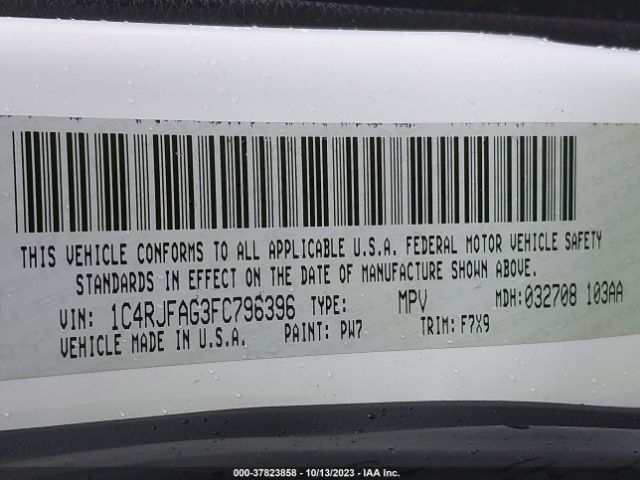 THIS VEHICLE CONFORMS TO ALL APPLICABLE U.S.A. FEDERAL MOTOR VEHICLE SAFETY
STANDARDS IN EFFECT ON THE DATE OF MANUFACTURE SHOWN ABOVE.
VIN: 1C4RJFAG3FC796396 TYPE: MPV MDH: 032708 103AA
VEHICLE MADE IN U.S.A. PAINT: PW7 TRIM: F7X9
000-37823858 - 10/13/2023 - IAA Inc.